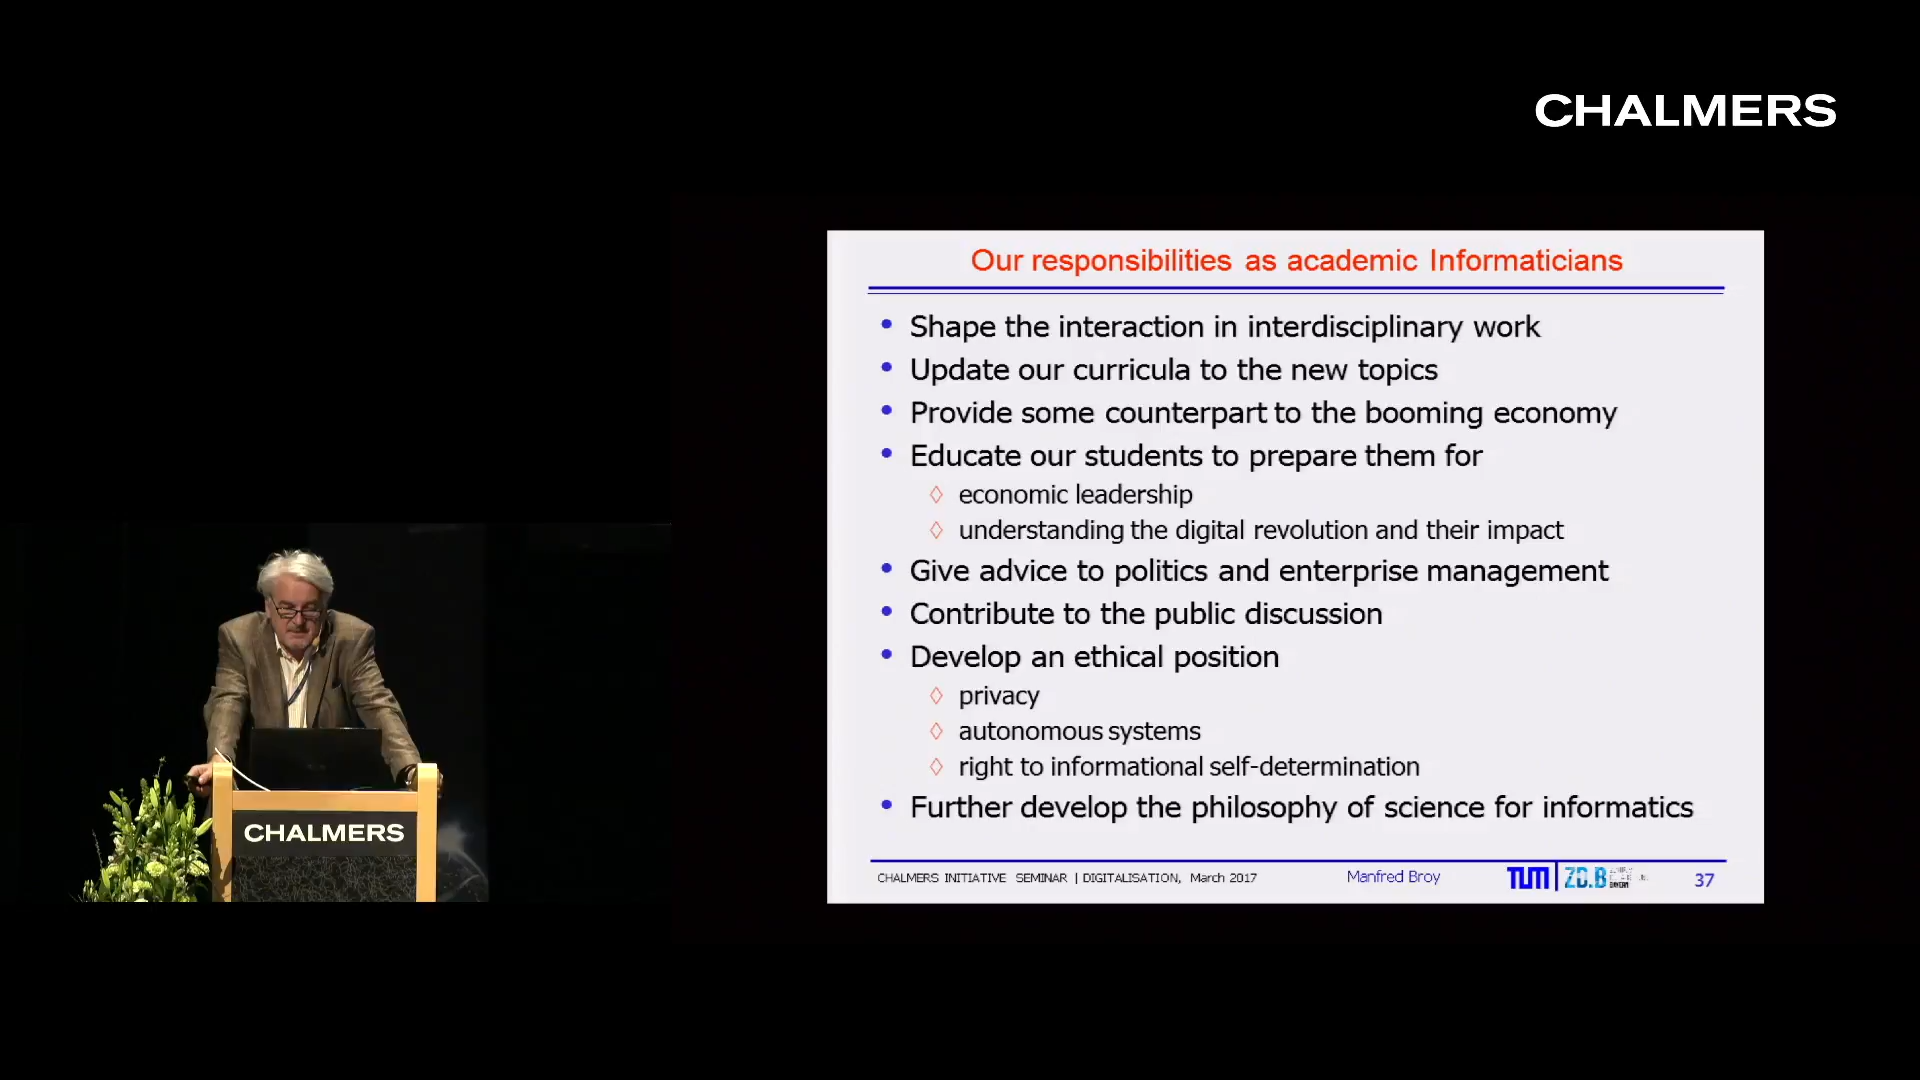 CHALMERS
Our responsibilities as academic Informaticians
• Shape the interaction in interdisciplinary work
• Update our curricula to the new topics
• Provide some counterpart to the booming economy
• Educate our students to prepare them for
◊ economic leadership
◊ understanding the digital revolution and their impact
• Give advice to politics and enterprise management
• Contribute to the public discussion
• Develop an ethical position
◊ privacy
◊ autonomous systems
◊ right to informational self-determination
• Further develop the philosophy of science for informatics
CHALMERS INITIATIVE SEMINAR | DIGITALISATION, March 2017 Manfred Broy TUM ZD.B 37
CHALMERS